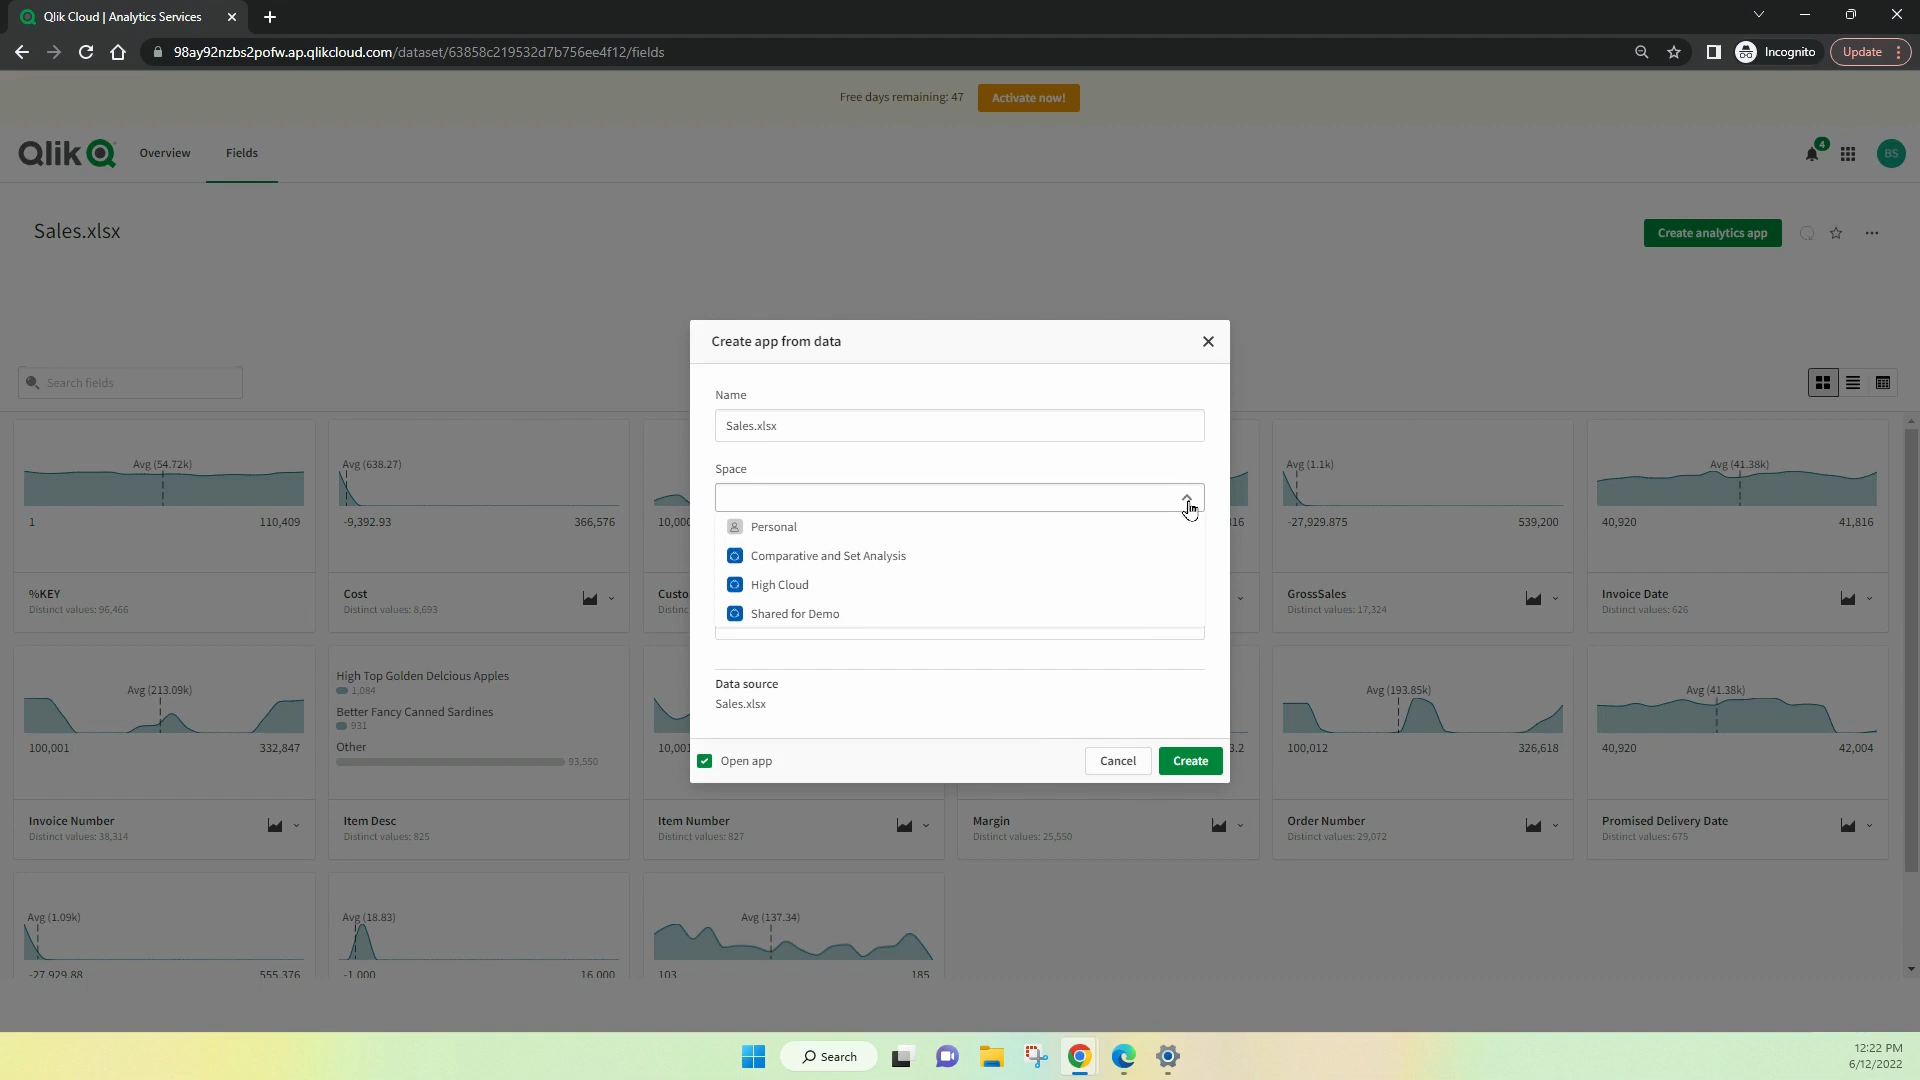 Qlik Cloud | Analytics Services
98ay92nzbs2pofw.ap.qlikcloud.com/dataset/63858c219532d7b756ee4f12/fields
Incognito
Update
Free days remaining: 47
Activate now!
Qlik
Overview
Fields
4
BS
Sales.xlsx
Create analytics app
Search fields
Create app from data
Name
Sales.xlsx
Space
Personal
Comparative and Set Analysis
High Cloud
Shared for Demo
Data source
Sales.xlsx
Open app
Cancel
Create
Avg (54.72k)
1
110,409
%KEY
Distinct values: 96,466
Avg (638.27)
-9,392.93
366,576
Cost
Distinct values: 8,693
Avg (1.1k)
-27,929.875
539,200
GrossSales
Distinct values: 17,324
Avg (41.38k)
40,920
41,816
Invoice Date
Distinct values: 626
Avg (213.09k)
100,001
332,847
Invoice Number
Distinct values: 38,314
High Top Golden Delcious Apples
1,084
Better Fancy Canned Sardines
931
Other
93,550
Item Desc
Distinct values: 825
10,001
Item Number
Distinct values: 827
Margin
Distinct values: 25,550
Avg (193.85k)
100,012
326,618
Order Number
Distinct values: 29,072
Avg (41.38k)
40,920
42,004
Promised Delivery Date
Distinct values: 675
Avg (1.09k)
-27,929.88
555,376
Avg (18.83)
-1,000
16,000
Avg (137.34)
103
185
Search
12:22 PM
6/12/2022